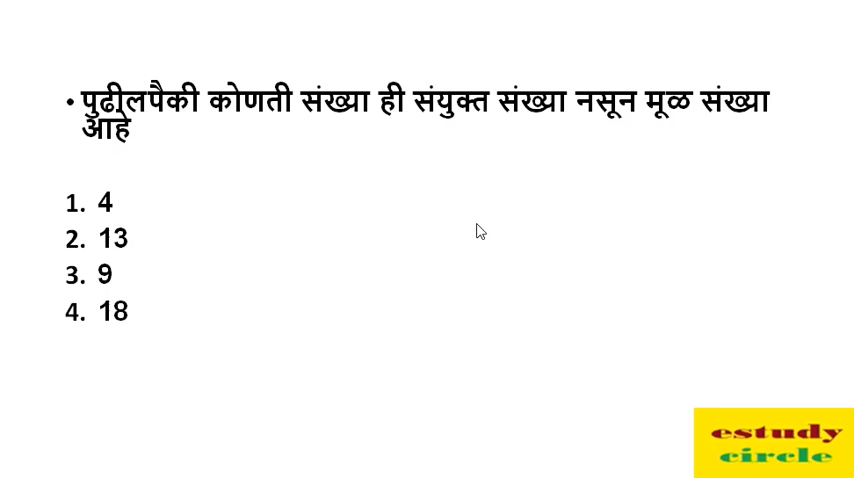 • पुढीलपैकी कोणती संख्या ही संयुक्त संख्या नसून मूळ संख्या
आहे
1. 4
2. 13
3. 9
4. 18
estudy
circle